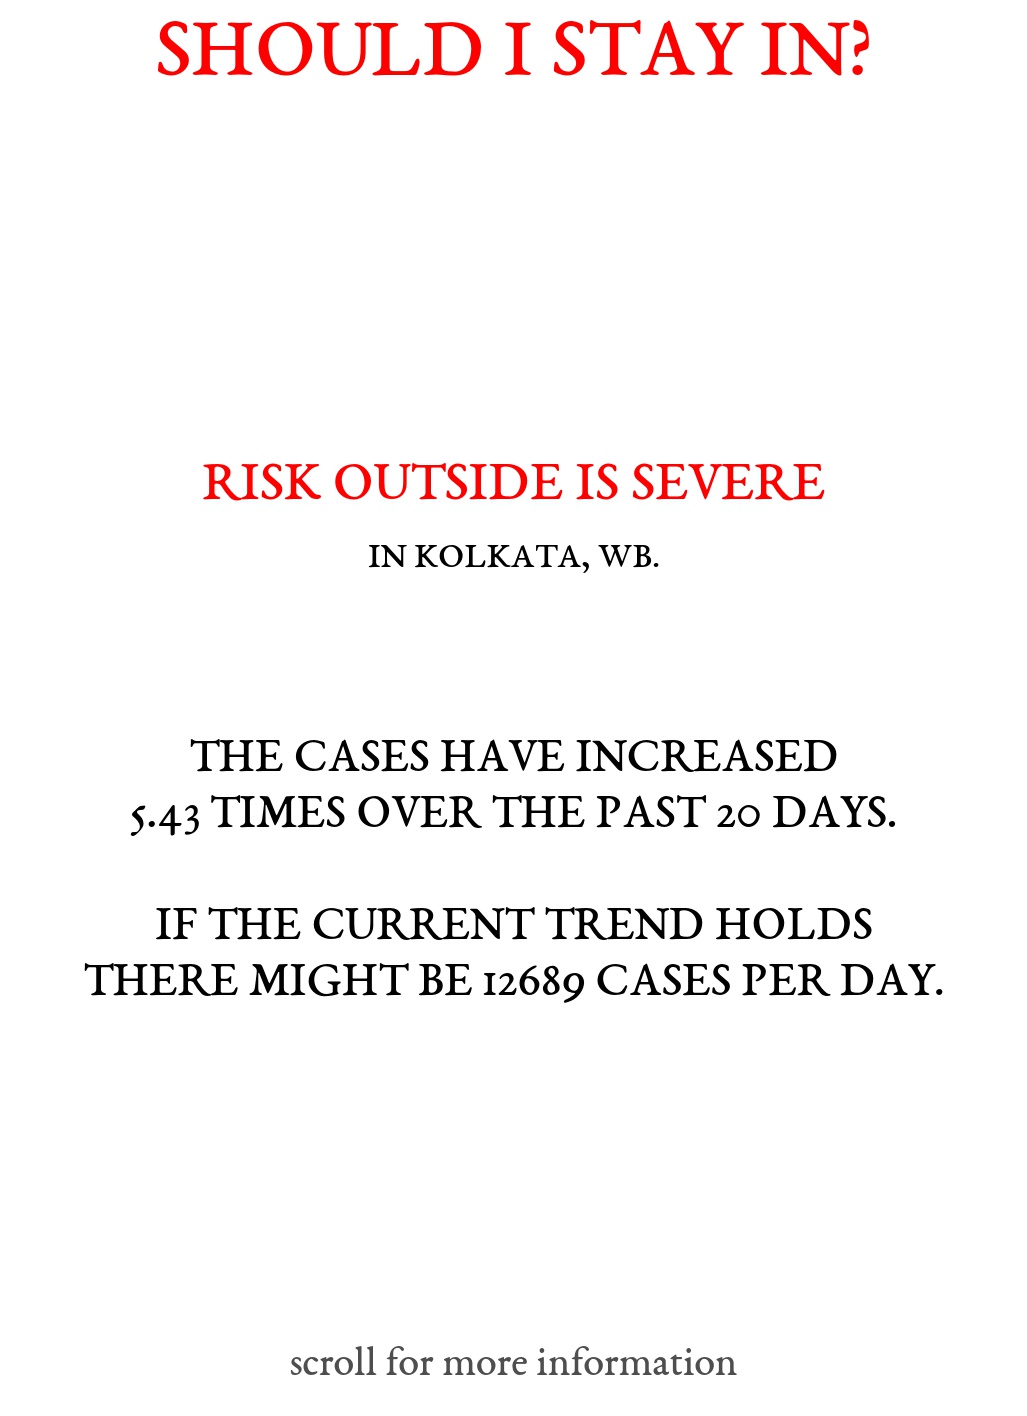 SHOULD I STAY IN?
RISK OUTSIDE IS SEVERE
IN KOLKATA, WB.
THE CASES HAVE INCREASED
5.43 TIMES OVER THE PAST 20 DAYS.
IF THE CURRENT TREND HOLDS
THERE MIGHT BE 12689 CASES PER DAY.
scroll for more information